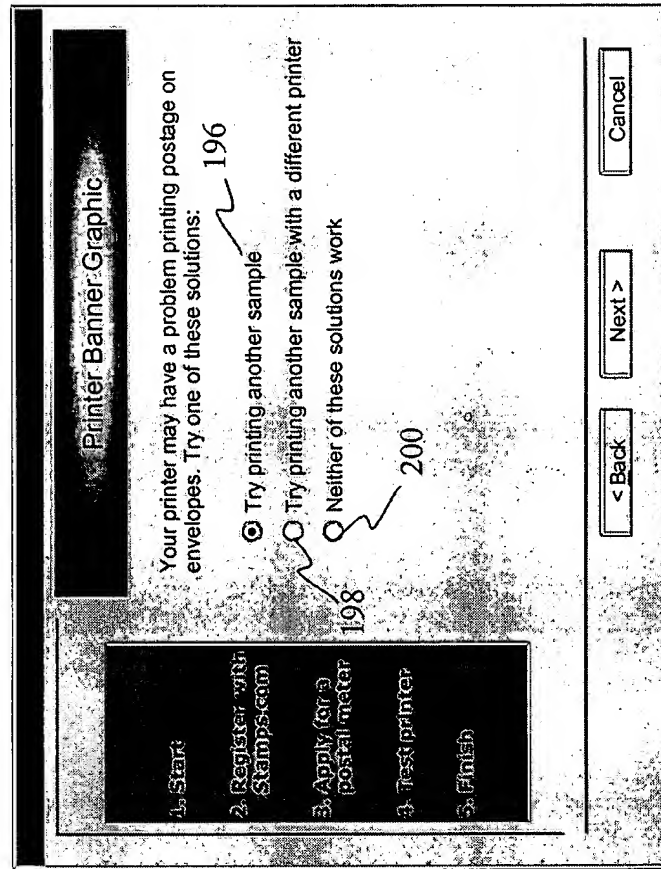 Printer Banner Graphic
Your printer may have a problem printing postage on
envelopes. Try one of these solutions:
196
Try printing another sample
Try printing another sample with a different printer
Neither of these solutions work
198
200
1. Start
2. Register with
Stamps.com
3. Apply for a
postal meter
4. Test printer
5. Finish
< Back
Next >
Cancel